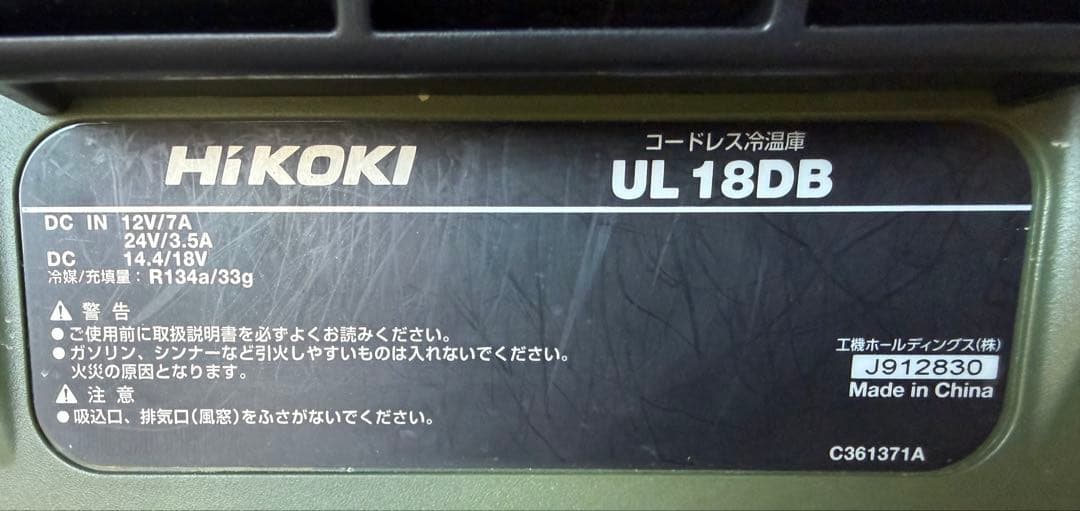 HiKOKI
コードレス冷温庫
UL 18DB
DC IN 12V/7A
24V/3.5A
DC 14.4/18V
冷媒/充填量：R134a/33g
警告
●ご使用前に取扱説明書を必ずよくお読みください。
●ガソリン、シンナーなど引火しやすいものは入れないでください。
火災の原因となります。
注意
●吸込口、排気口(風窓)をふさがないでください。
工機ホールディングス(株)
J912830
Made in China
C361371A